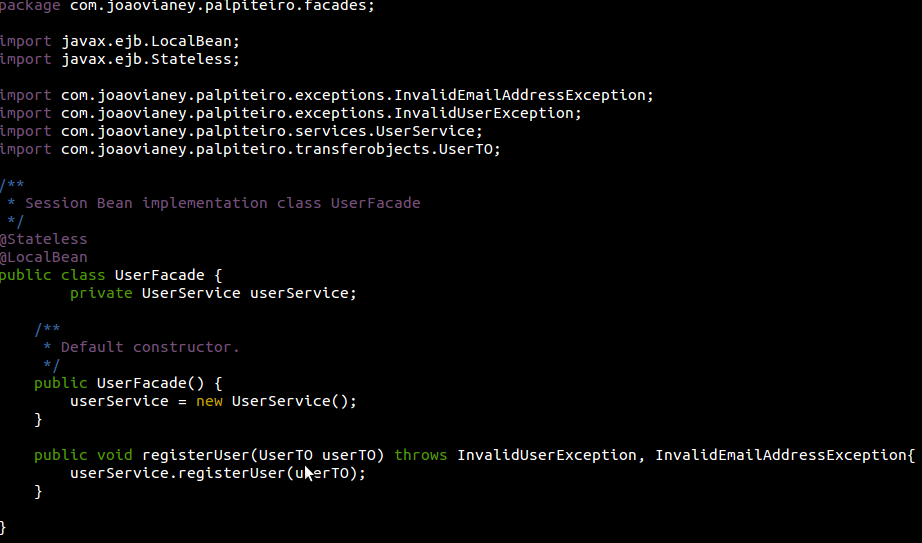 package com.joaovianey.palpiteiro.facades;
import javax.ejb.LocalBean;
import javax.ejb.Stateless;
import com.joaovianey.palpiteiro.exceptions.InvalidEmailAddressException;
import com.joaovianey.palpiteiro.exceptions.InvalidUserException;
import com.joaovianey.palpiteiro.services.UserService;
import com.joaovianey.palpiteiro.transferobjects.UserTO;
/**
 * Session Bean implementation class UserFacade
 */
@Stateless
@LocalBean
public class UserFacade {
        private UserService userService;
    /**
     * Default constructor.
     */
    public UserFacade() {
        userService = new UserService();
    }
    public void registerUser(UserTO userTO) throws InvalidUserException, InvalidEmailAddressException{
        userService.registerUser(userTO);
    }
}